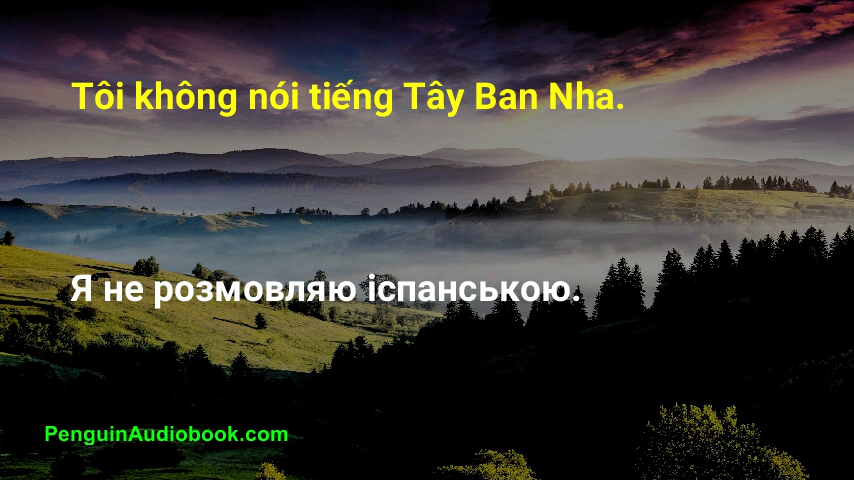 Tôi không nói tiếng Tây Ban Nha.
Я не розмовляю іспанською.
PenguinAudiobook.com